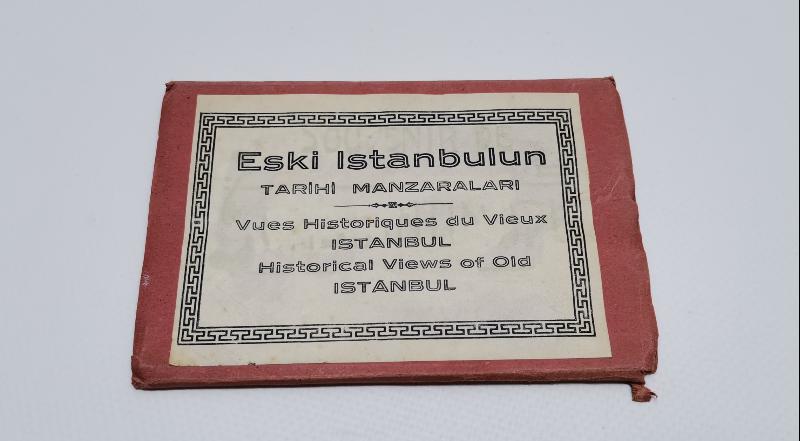 Eski Istanbulun
TARİHİ MANZARALARI
Vues Historiques du Vieux
ISTANBUL
Historical Views of Old
ISTANBUL